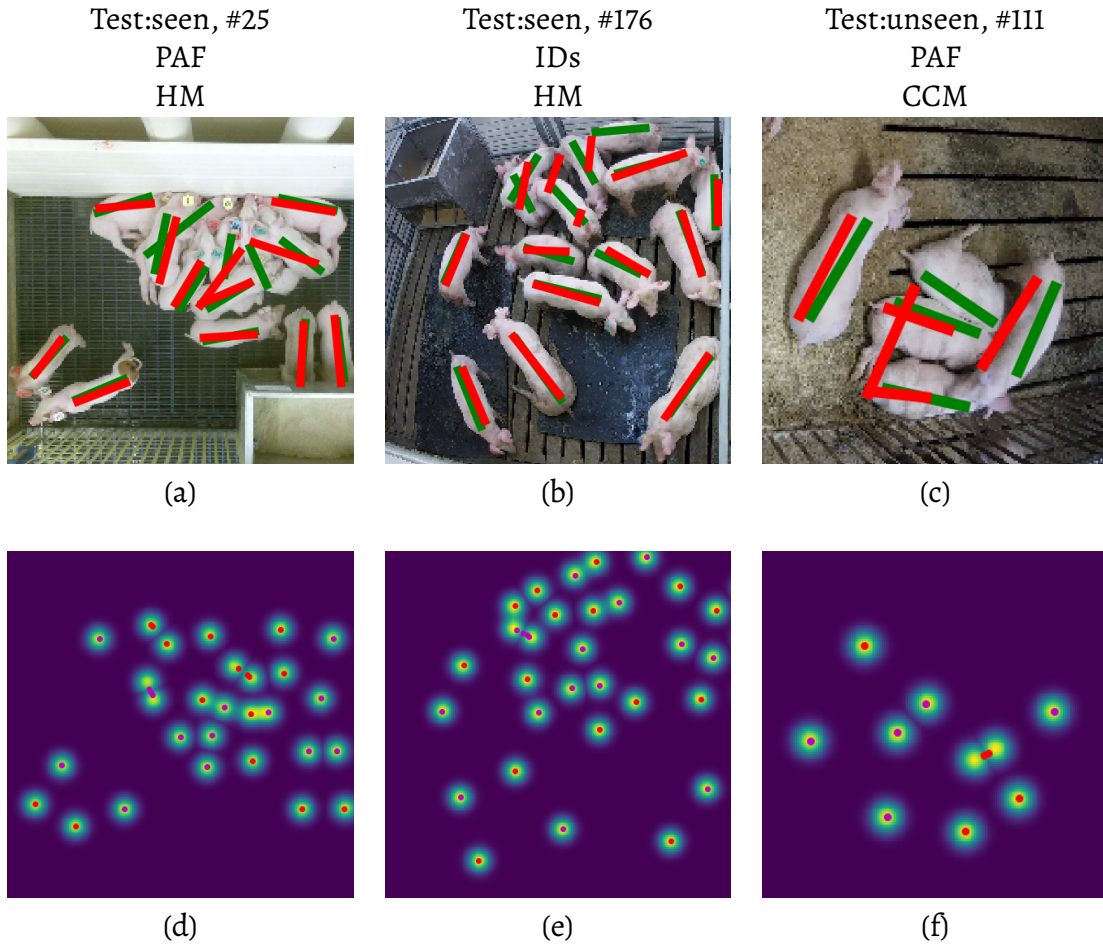 Test:seen, #25
PAF
HM
Test:seen, #176
IDs
HM
Test:unseen, #111
PAF
CCM
(a)
(b)
(c)
(d)
(e)
(f)